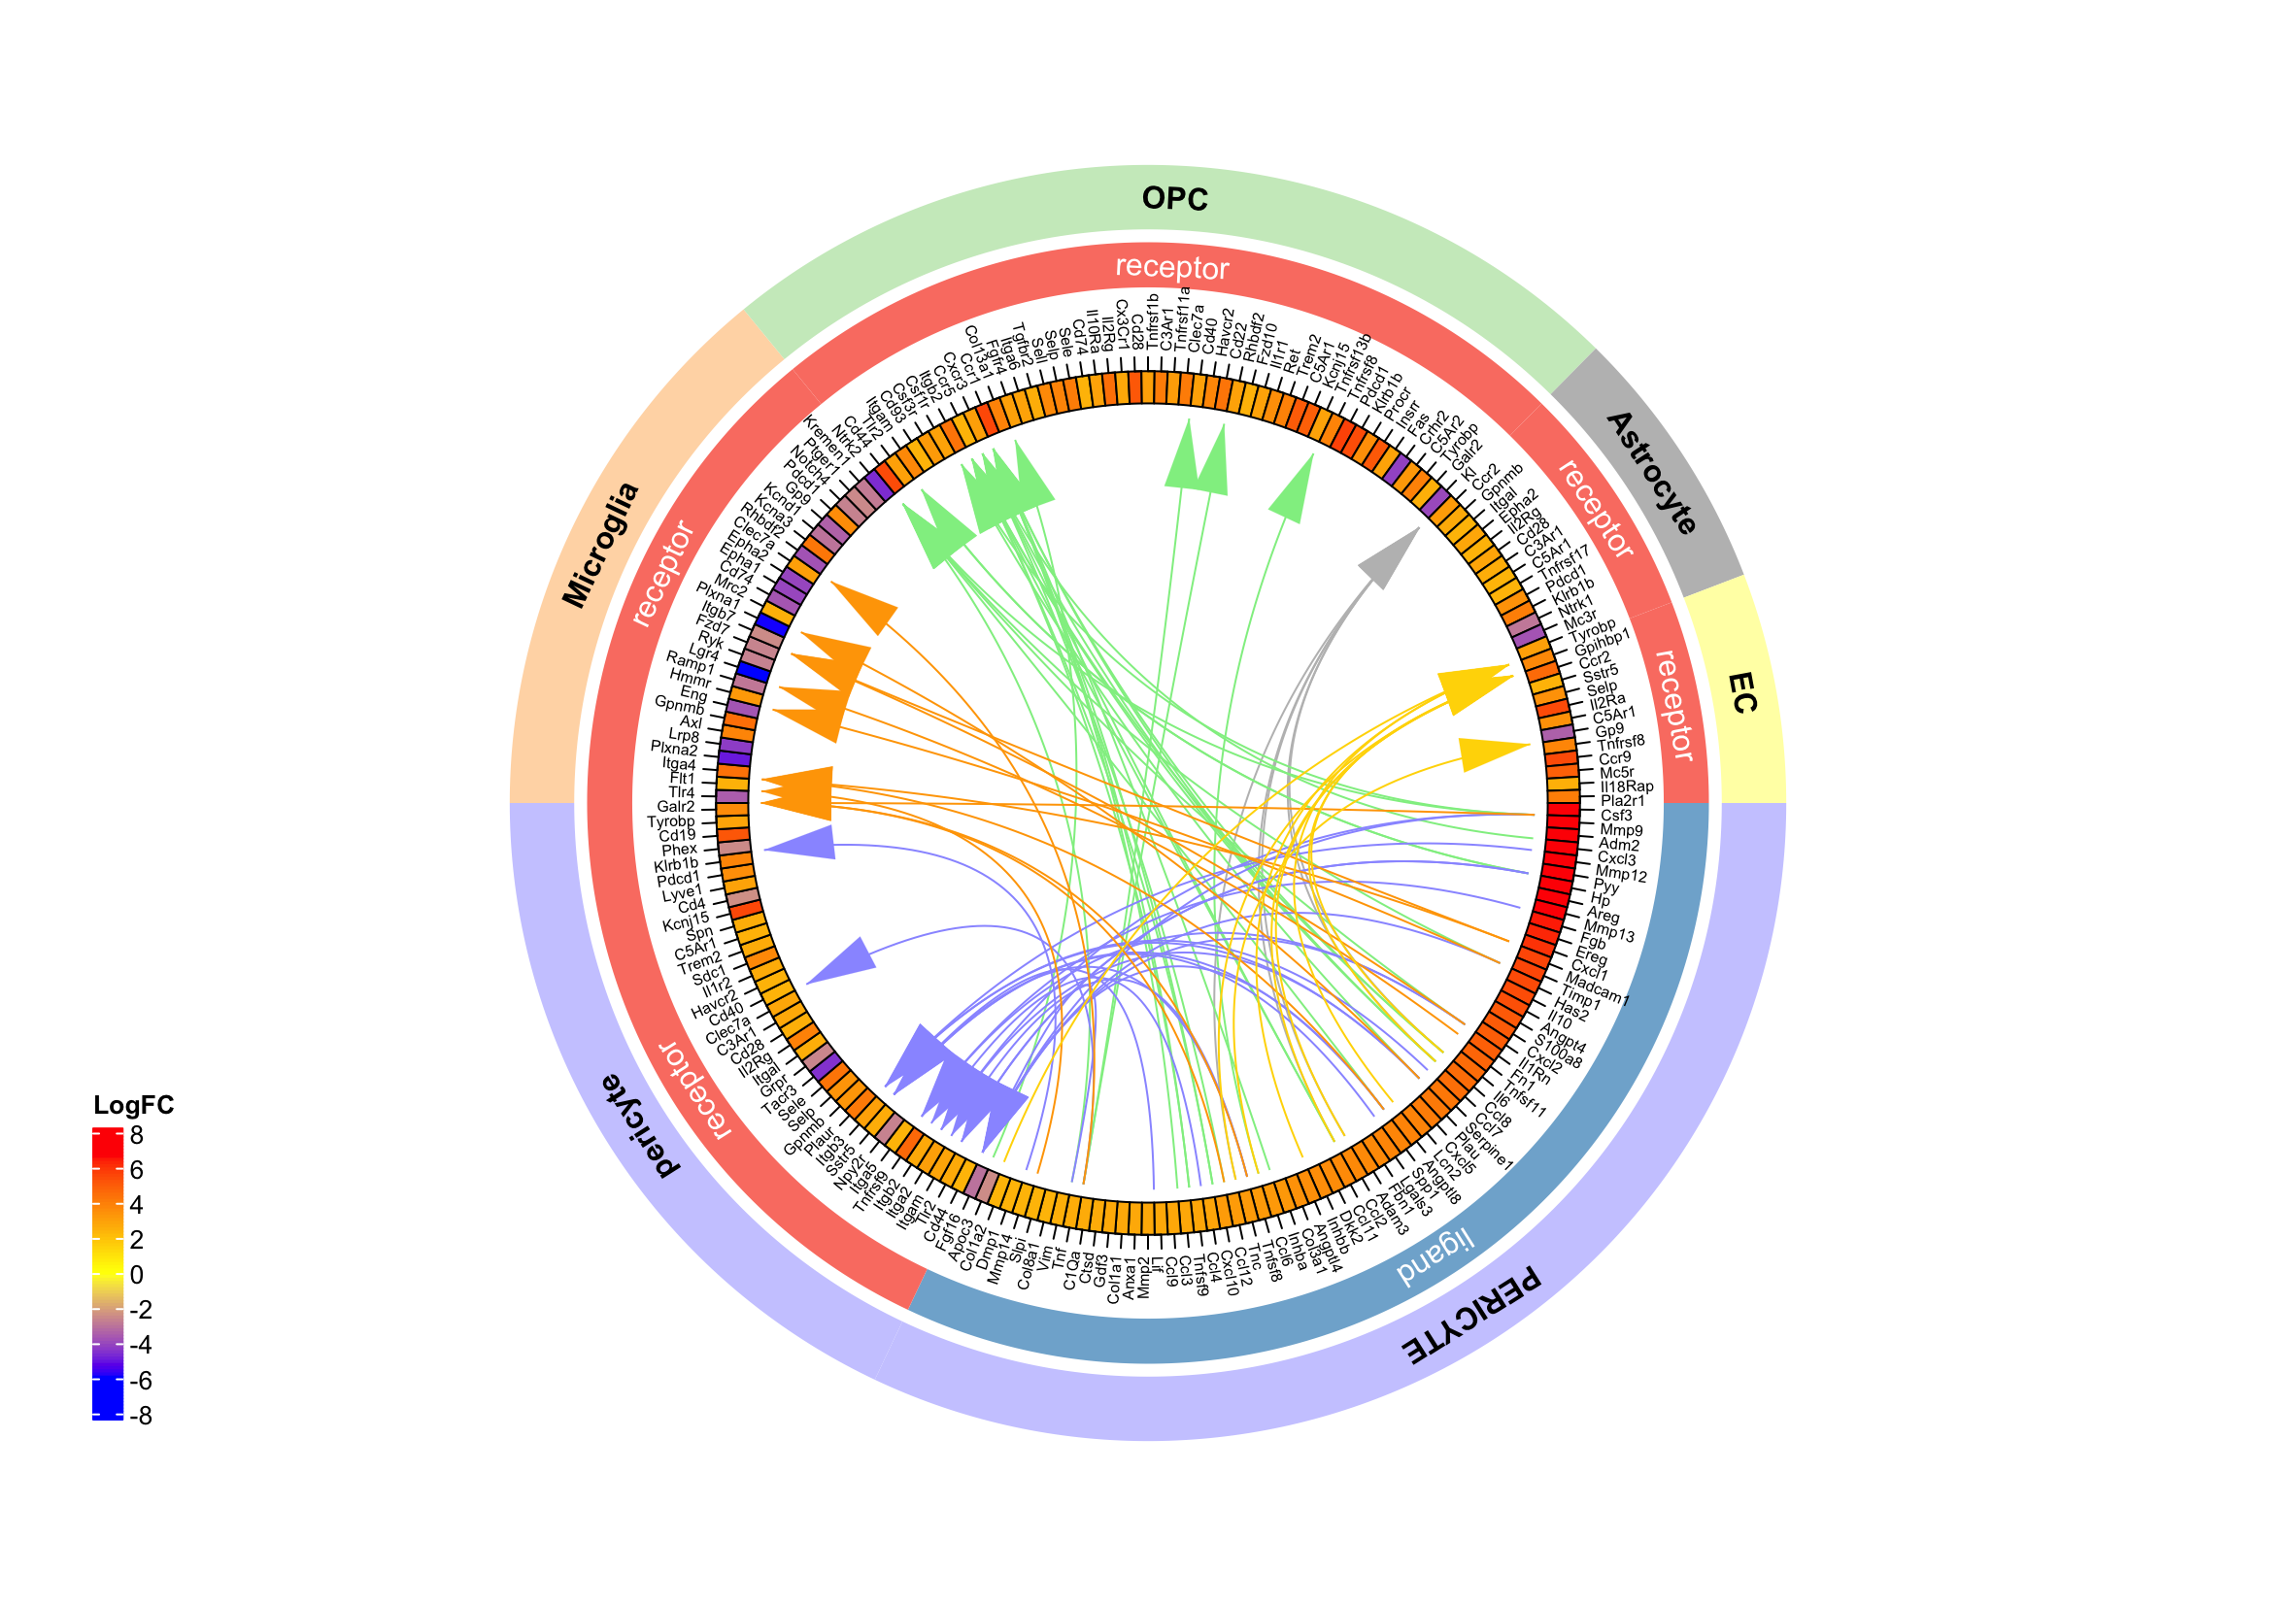 OPC
Astrocyte
EC
PERICYTE
pericyte
Microglia
receptor
receptor
receptor
ligand
receptor
receptor
Tnfrsf1b
C3Ar1
Tnfrsf11a
Clec7a
Cd40
Havcr2
Cd22
Rhbdf2
Fzd10
Il1r1
Ret
Trem2
C5Ar1
Kcnj15
Tnfrsf13b
Tnfrsf8
Pdcd1
Klrb1b
Procr
Insrr
Fas
Crhr2
C5Ar2
Tyrobp
Galr2
Kl
Ccr2
Gpnmb
Itgal
Epha2
Il2Rg
Cd28
C3Ar1
C5Ar1
Tnfrsf17
Pdcd1
Klrb1b
Ntrk1
Mc3r
Tyrobp
Gpihbp1
Ccr2
Sstr5
Selp
Il2Ra
C5Ar1
Gp9
Tnfrsf8
Ccr9
Mc5r
Il18Rap
Pla2r1
Csf3
Mmp9
Adm2
Cxcl3
Mmp12
Pyy
Hp
Areg
Mmp13
Fgb
Ereg
Cxcl1
Madcam1
Timp1
Has2
Il10
Angpt4
S100a8
Cxcl2
Il1Rn
Fn1
Tnfsf11
Il6
Ccl8
Ccl7
Serpine1
Plau
Cxcl5
Lcn2
Angptl8
Spp1
Lgals3
Fbn1
Adam3
Ccl2
Ccl11
Dkk2
Inhbb
Angptl4
Col3a1
Inhba
Ccl6
Tnfsf8
Tnc
Ccl12
Cxcl10
Ccl4
Tnfsf9
Ccl3
Ccl9
Lif
Mmp2
Anxa1
Col1a1
Gdf3
Ctsd
C1Qa
Tnf
Vim
Col8a1
Slpi
Mmp14
Dmp1
Col1a2
Apoc3
Fgf16
Cd44
Tlr2
Itgam
Itga2
Itgb2
Tnfrsf9
Itga5
Npy2r
Sstr5
Itgb3
Plaur
Gpnmb
Selp
Sele
Tacr3
Grpr
Itgal
Il2Rg
Cd28
C3Ar1
Clec7a
Cd40
Havcr2
Il1r2
Sdc1
Trem2
C5Ar1
Spn
Kcnj15
Cd4
Lyve1
Pdcd1
Klrb1b
Phex
Cd19
Tyrobp
Galr2
Tlr4
Flt1
Itga4
Plxna2
Lrp8
Axl
Gpnmb
Eng
Hmmr
Ramp1
Lgr4
Ryk
Fzd7
Itgb7
Plxna1
Mrc2
Cd74
Epha1
Epha2
Clec7a
Rhbdf2
Kcna3
Kcnd1
Gp9
Pdcd1
Notch4
Ptger1
Kremen1
Ntrk2
Cd44
Tlr2
Itgam
Cd93
Csf3r
Csf1r
Itgb2
Ccr5
Cxcr3
Ccr1
Col13a1
Fgfr4
Itga6
Tgfbr2
Sell
Selp
Sele
Cd74
Il10Ra
Il2Rg
Cx3Cr1
Cd28
LogFC
8
6
4
2
0
-2
-4
-6
-8